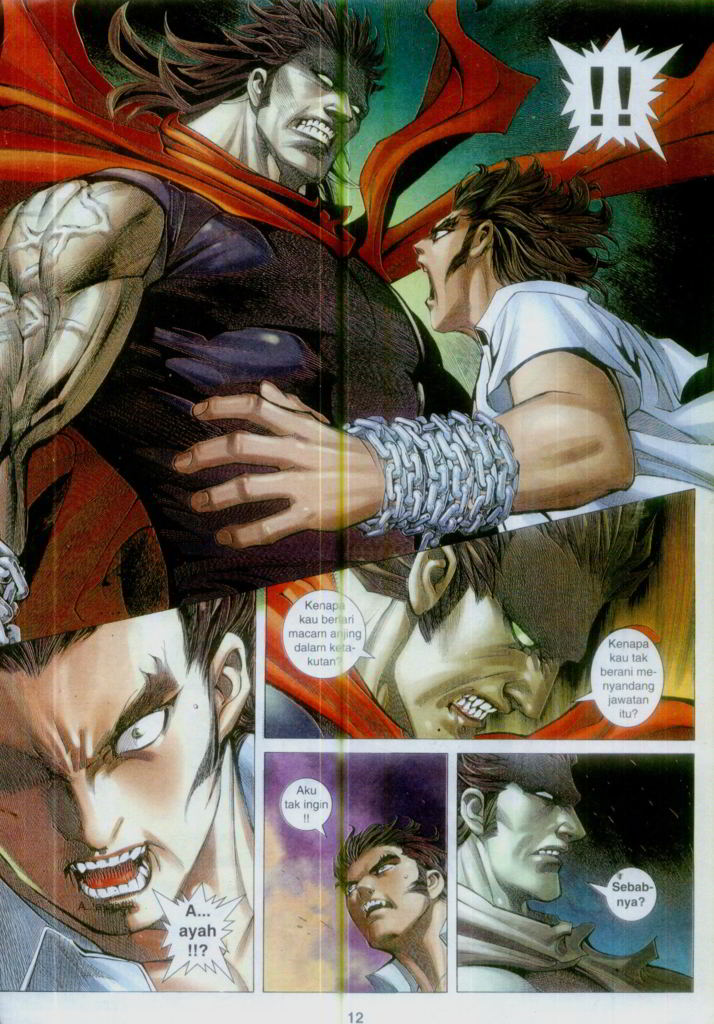 !!
Kenapa
kau berlari
macam anjing
dalam keta-
kutan?
Kenapa
kau tak
berani me-
nyandang
jawatan
itu?
A...
ayah
!!?
Aku
tak ingin
!!
Sebab-
nya?
12